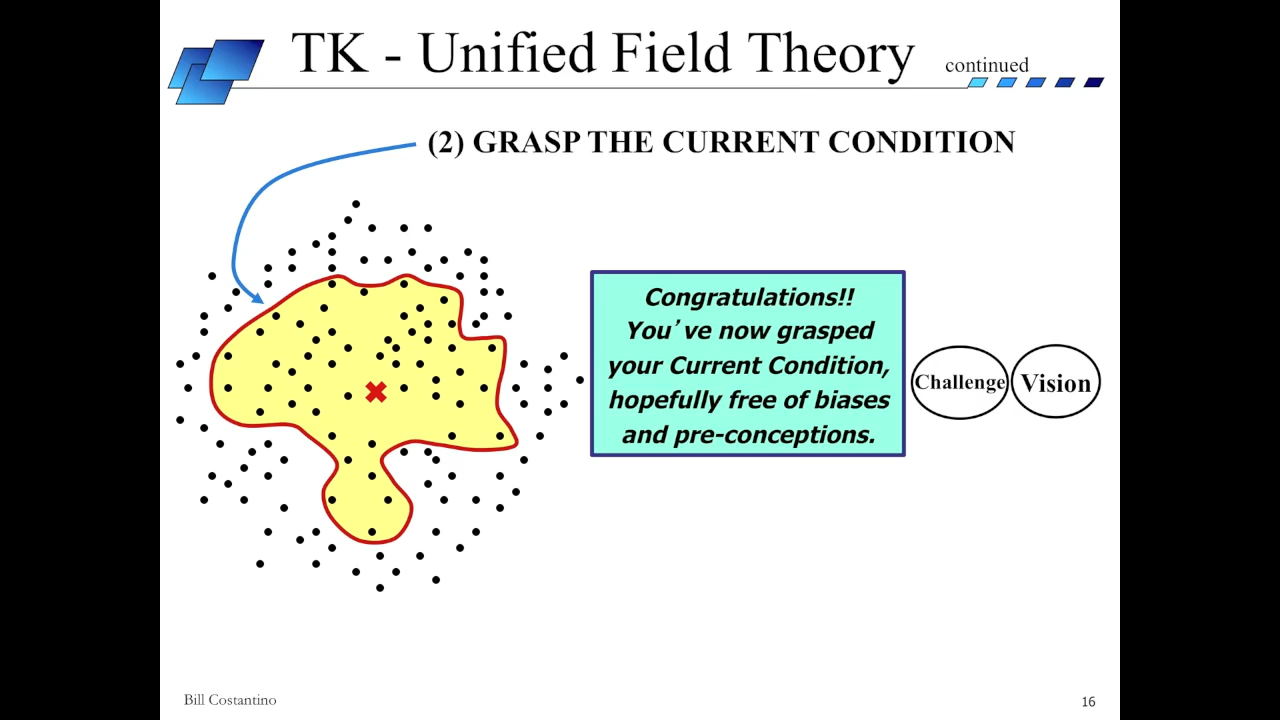 TK - Unified Field Theory continued
(2) GRASP THE CURRENT CONDITION
Congratulations!!
You’ve now grasped
your Current Condition,
hopefully free of biases
and pre-conceptions.
Challenge
Vision
Bill Costantino
16